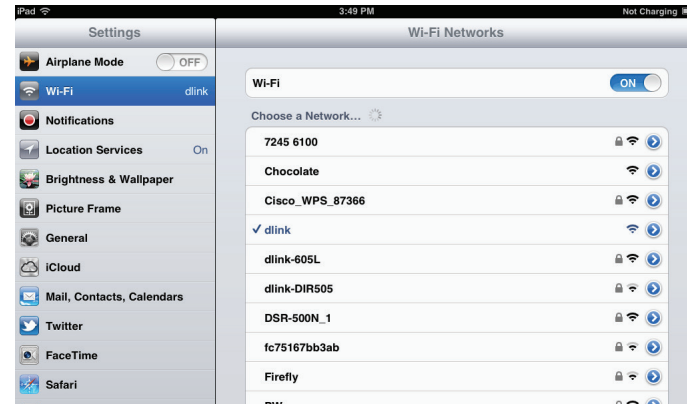 iPad 3:49 PM Not Charging
Settings
Wi-Fi Networks
Airplane Mode OFF
Wi-Fi dlink
Notifications
Location Services On
Brightness & Wallpaper
Picture Frame
General
iCloud
Mail, Contacts, Calendars
Twitter
FaceTime
Safari
Wi-Fi ON
Choose a Network...
7245 6100
Chocolate
Cisco_WPS_87366
dlink
dlink-605L
dlink-DIR505
DSR-500N_1
fc75167bb3ab
Firefly